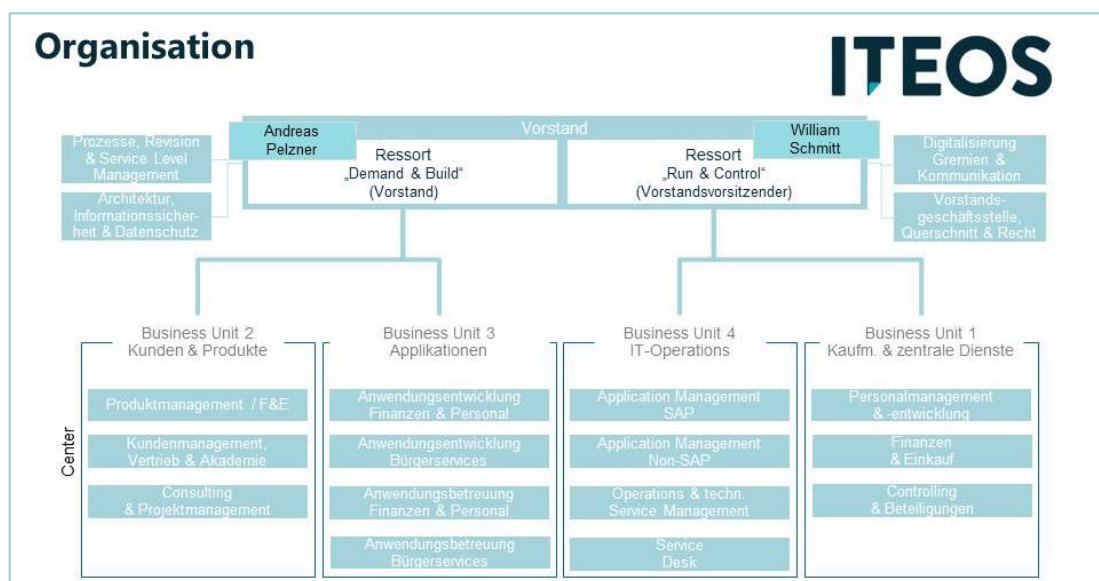 Organisation
ITEOS
Vorstand
Andreas
Pelzner
William
Schmitt
Prozesse, Revision
& Service Level
Management
Architektur,
Informationssicher-
heit & Datenschutz
Ressort
„Demand & Build“
(Vorstand)
Ressort
„Run & Control“
(Vorstandsvorsitzender)
Digitalisierung
Gremien &
Kommunikation
Vorstands-
geschäftsstelle,
Querschnitt & Recht
Center
Business Unit 2
Kunden & Produkte
Produktmanagement / F&E
Kundenmanagement,
Vertrieb & Akademie
Consulting
& Projektmanagement
Business Unit 3
Applikationen
Anwendungsentwicklung
Finanzen & Personal
Anwendungsentwicklung
Bürgerservices
Anwendungsbetreuung
Finanzen & Personal
Anwendungsbetreuung
Bürgerservices
Business Unit 4
IT-Operations
Application Management
SAP
Application Management
Non-SAP
Operations & techn.
Service Management
Service
Desk
Business Unit 1
Kaufm. & zentrale Dienste
Personalmanagement
& -entwicklung
Finanzen
& Einkauf
Controlling
& Beteiligungen